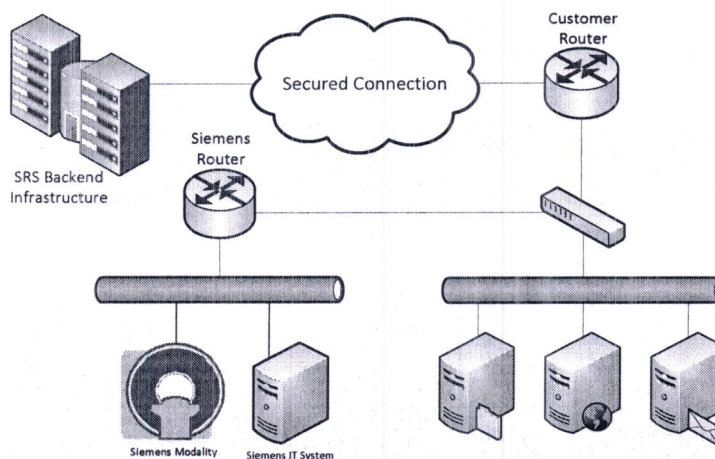 Customer
Router
Secured Connection
Siemens
Router
SRS Backend
Infrastructure
Siemens Modality
Siemens IT System